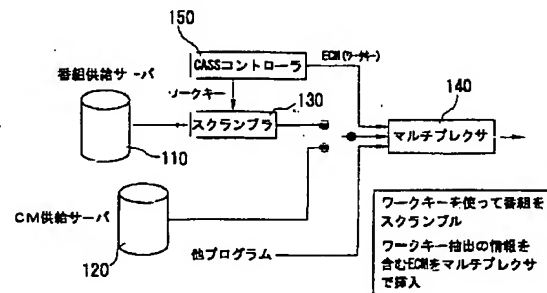 150
CASSコントローラ
ECM(ワークキー)
番組供給サーバ
ワークキー
130
スクランブラ
140
マルチプレクサ
110
CM供給サーバ
120
他プログラム
ワークキーを使って番組を
スクランブル
ワークキー抽出の情報を
含むECMをマルチプレクサ
で挿入